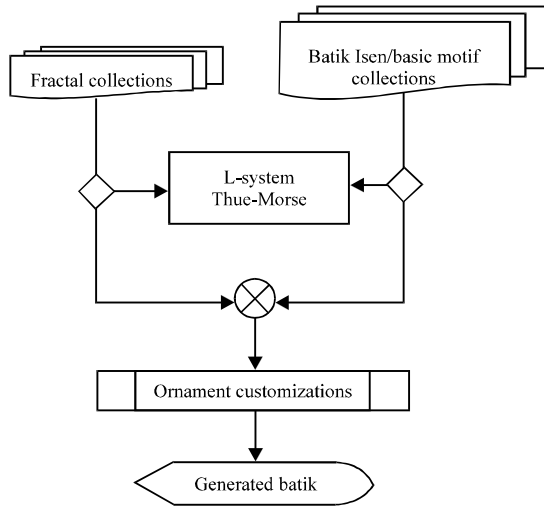 Fractal collections
Batik Isen/basic motif
collections
L-system
Thue-Morse
Ornament customizations
Generated batik